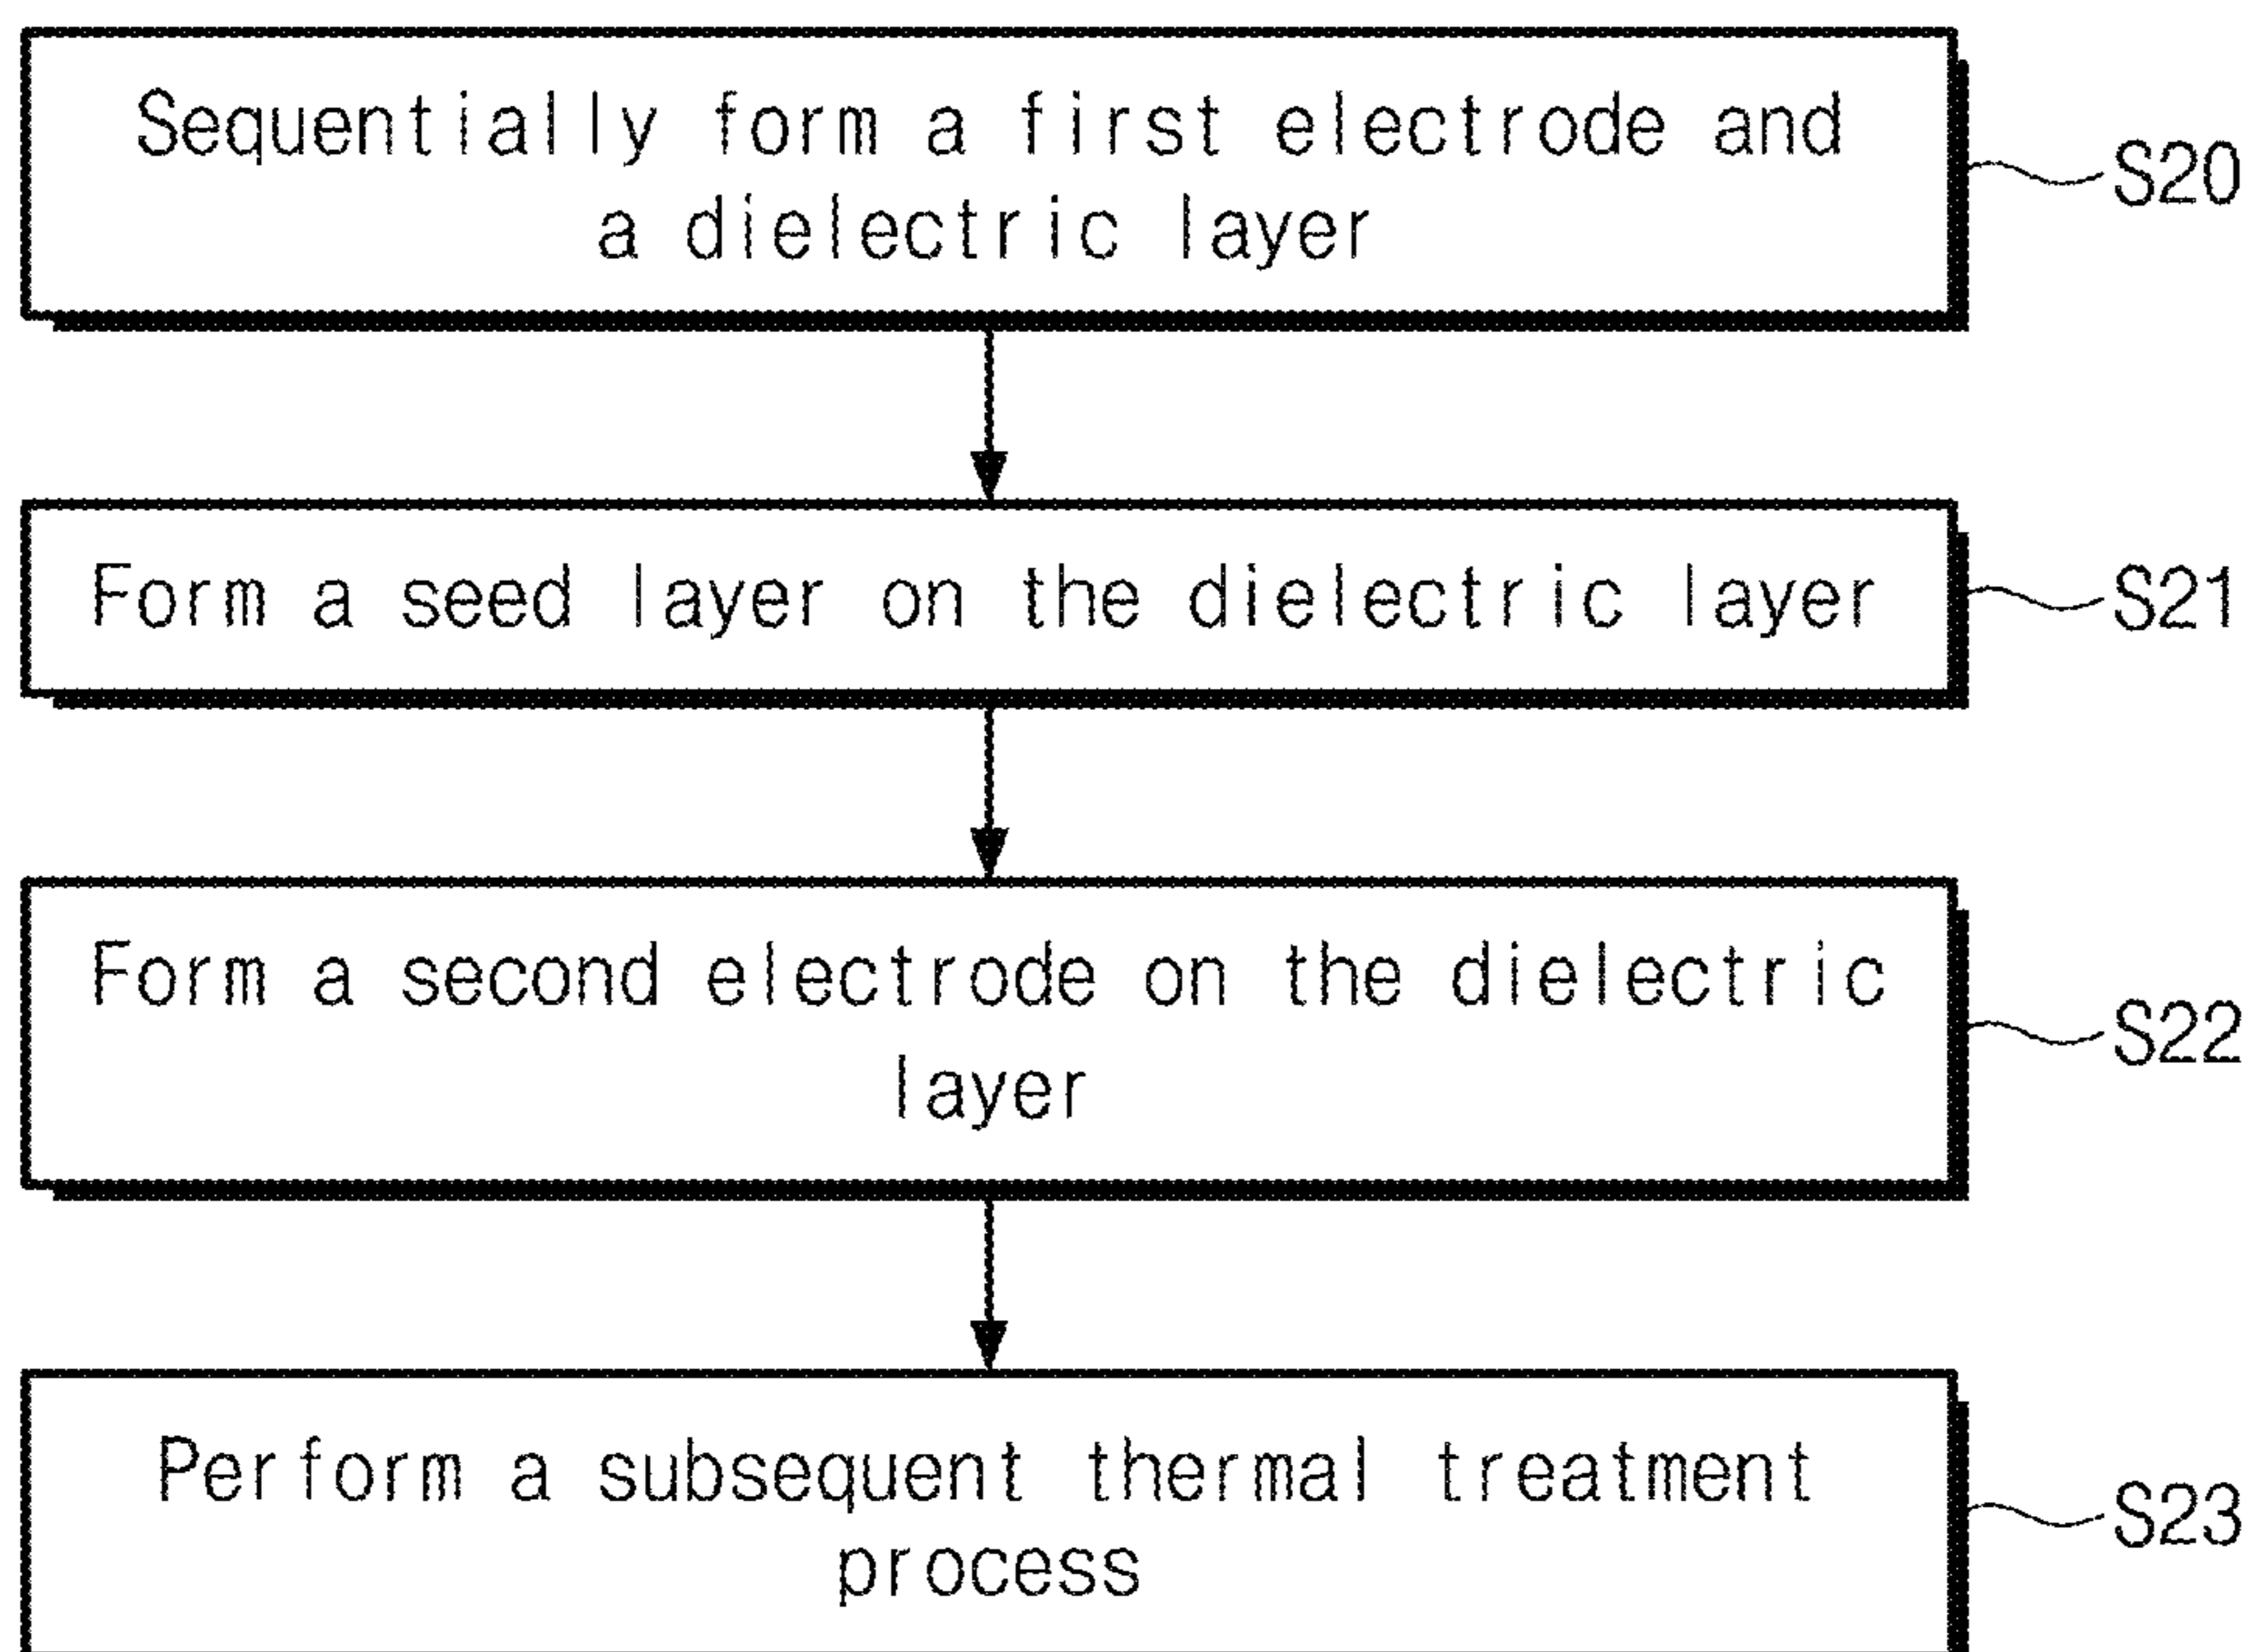 Sequentially form a first electrode and
a dielectric layer
S20
Form a seed layer on the dielectric layer
S21
Form a second electrode on the dielectric
layer
S22
Perform a subsequent thermal treatment
process
S23